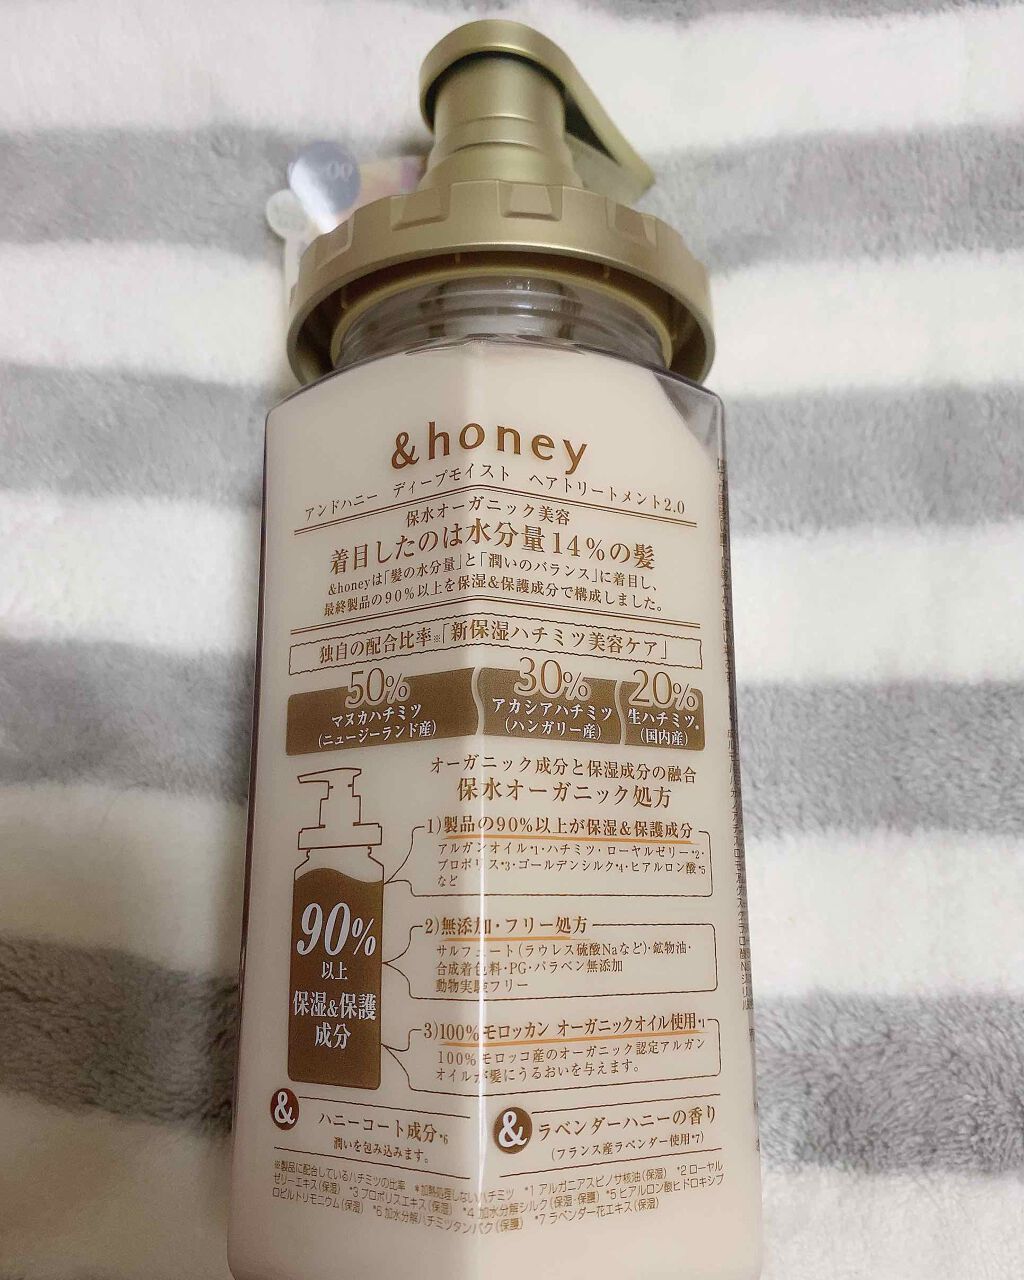 &honey
アンドハニー ディープモイスト ヘアトリートメント2.0
保水オーガニック美容
着目したのは水分量14%の髪
&honeyは「髪の水分量」と「潤いのバランス」に着目し、
最終製品の90%以上を保湿&保護成分で構成しました。
独自の配合比率※「新保湿ハチミツ美容ケア」
50% 30% 20%
マヌカハチミツ アカシアハチミツ 生ハチミツ*
(ニュージーランド産) (ハンガリー産) (国内産)
オーガニック成分と保湿成分の融合
保水オーガニック処方
1)製品の90%以上が保湿&保護成分
アルガンオイル*1・ハチミツ・ローヤルゼリー*2・
プロポリス*3・ゴールデンシルク*4・ヒアルロン酸*5
など
90%
以上
保湿&保護
成分
2)無添加・フリー処方
サルフェート(ラウレス硫酸Naなど)・鉱物油・
合成着色料・PG・パラベン無添加
動物実験フリー
3)100%モロッカン オーガニックオイル使用*1
100%モロッコ産のオーガニック認定アルガン
オイルが髪にうるおいを与えます。
& ハニーコート成分*6
潤いを包み込みます。
& ラベンダーハニーの香り
(フランス産ラベンダー使用*7)
※製品に配合しているハチミツの比率 *加熱処理しないハチミツ *1 アルガニアスピノサ核油(保湿) *2 ローヤル
ゼリーエキス(保湿) *3 プロポリスエキス(保湿) *4 加水分解シルク(保湿・保護) *5 ヒアルロン酸ヒドロキシプ
ロピルトリモニウム(保湿) *6 加水分解ハチミツタンパク(保護) *7 ラベンダー花エキス(保湿)